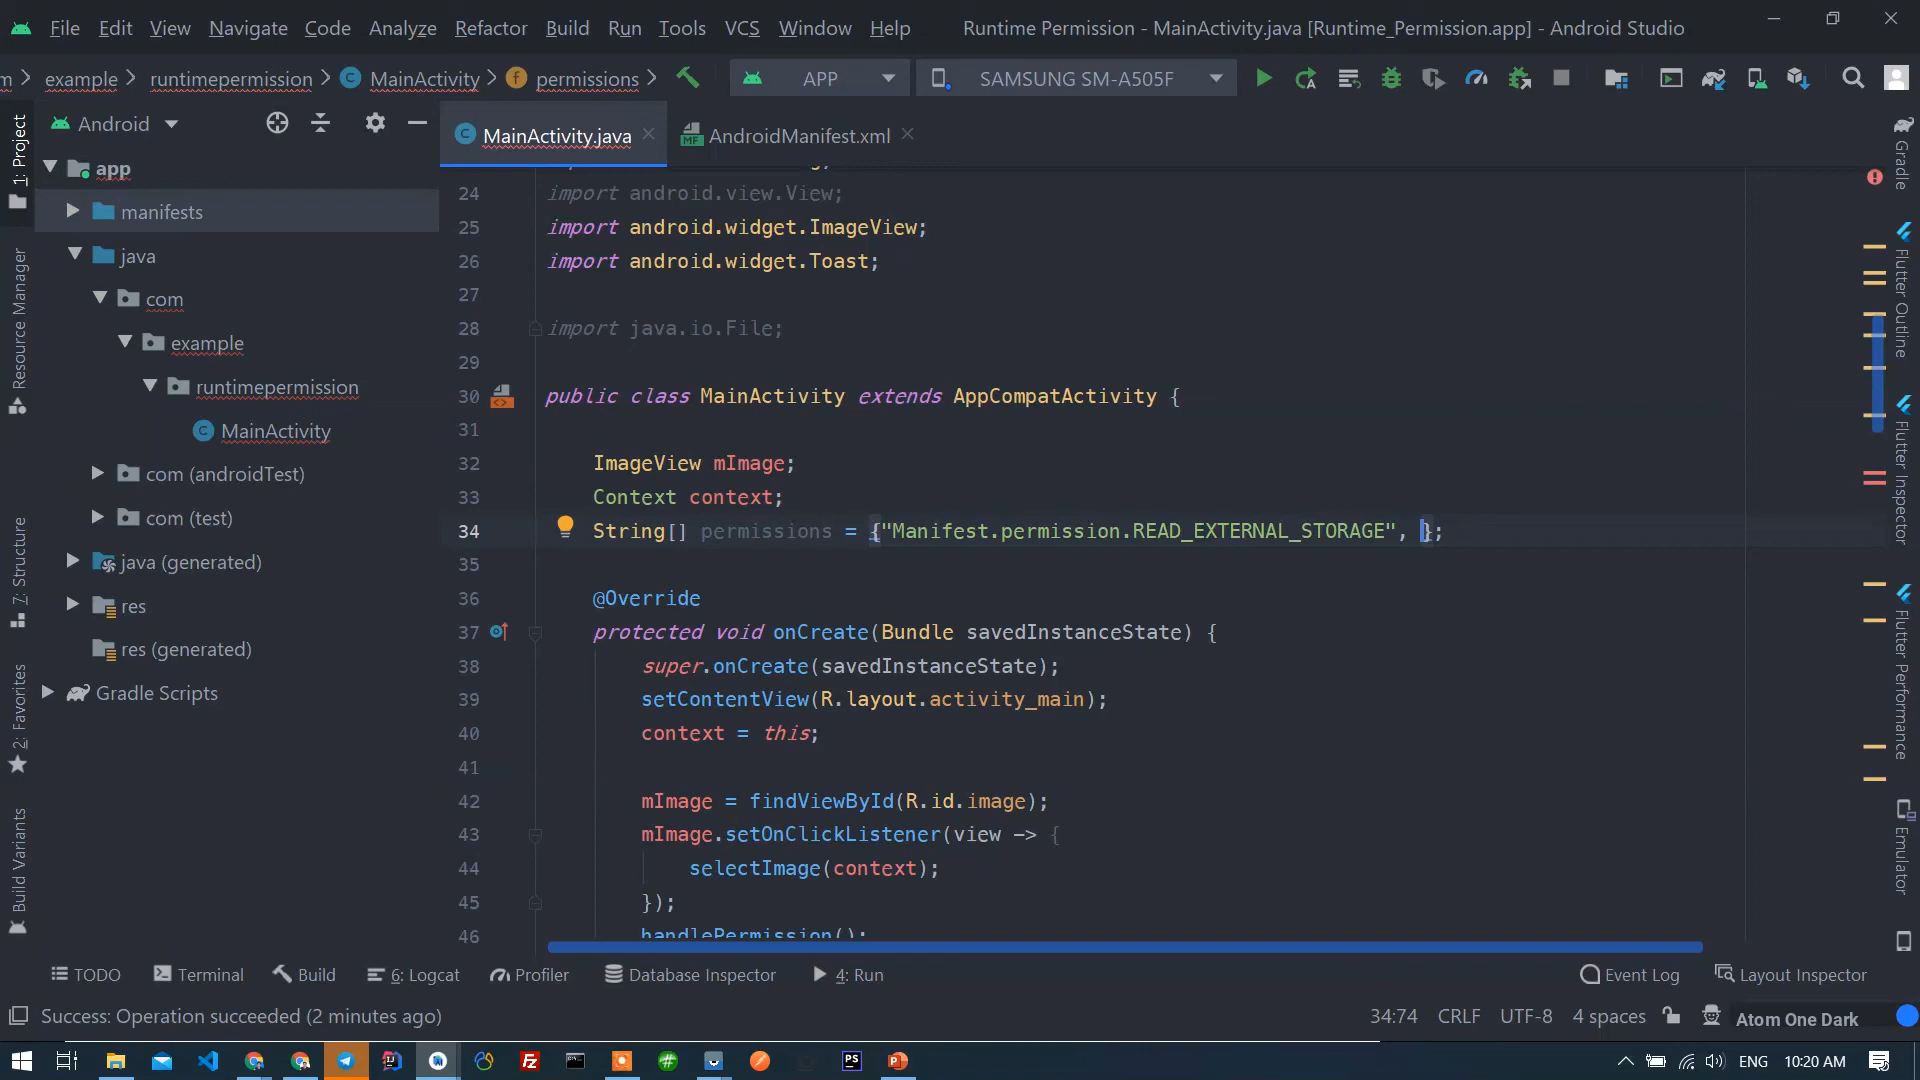 File Edit View Navigate Code Analyze Refactor Build Run Tools VCS Window Help Runtime Permission - MainActivity.java [Runtime_Permission.app] - Android Studio
m example runtimepermission MainActivity permissions APP SAMSUNG SM-A505F
Android
MainActivity.java AndroidManifest.xml
app
manifests
java
com
example
runtimepermission
MainActivity
com (androidTest)
com (test)
java (generated)
res
res (generated)
Gradle Scripts
1: Project
Resource Manager
7: Structure
2: Favorites
Build Variants
24 import android.view.View;
25 import android.widget.ImageView;
26 import android.widget.Toast;
27
28 import java.io.File;
29
30 public class MainActivity extends AppCompatActivity {
31
32 ImageView mImage;
33 Context context;
34 String[] permissions = {"Manifest.permission.READ_EXTERNAL_STORAGE", };
35
36 @Override
37 protected void onCreate(Bundle savedInstanceState) {
38 super.onCreate(savedInstanceState);
39 setContentView(R.layout.activity_main);
40 context = this;
41
42 mImage = findViewById(R.id.image);
43 mImage.setOnClickListener(view -> {
44 selectImage(context);
45 });
46 handlePermission();
Gradle
Flutter Outline
Flutter Inspector
Flutter Performance
Emulator
TODO Terminal Build 6: Logcat Profiler Database Inspector 4: Run Event Log Layout Inspector
Success: Operation succeeded (2 minutes ago) 34:74 CRLF UTF-8 4 spaces Atom One Dark
ENG 10:20 AM